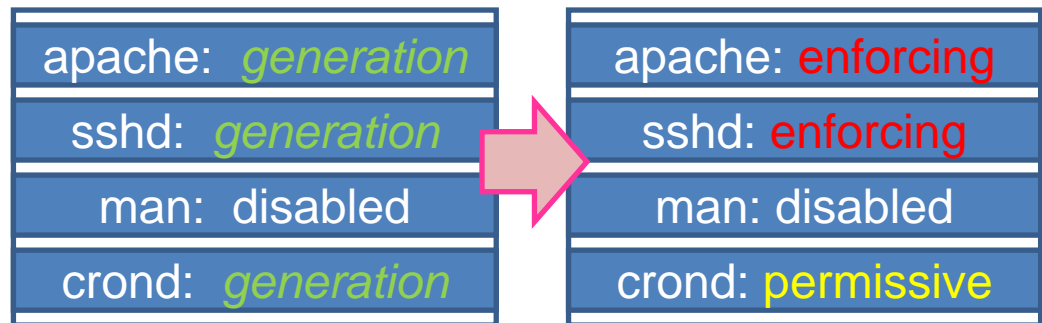 apache: generation
sshd: generation
man: disabled
crond: generation
apache: enforcing
sshd: enforcing
man: disabled
crond: permissive